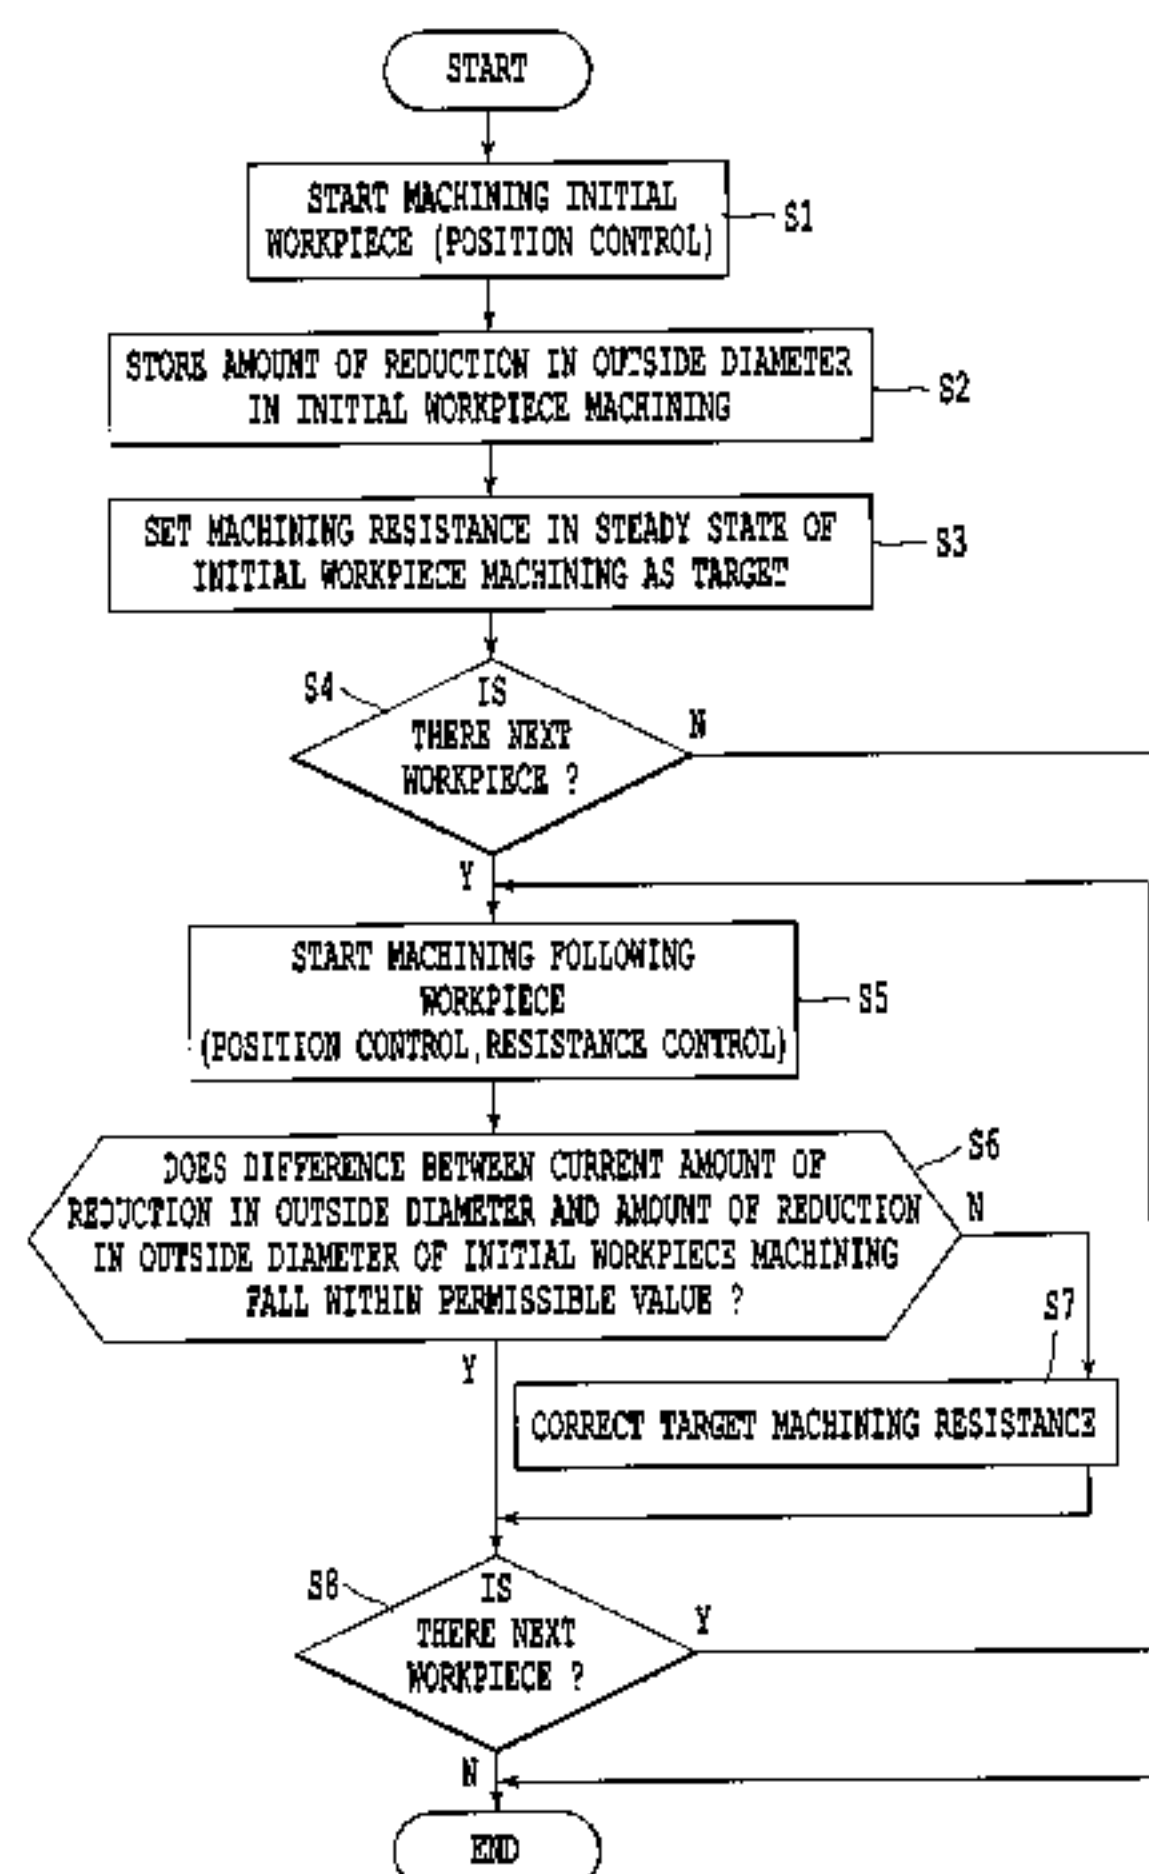 START
START MACHINING INITIAL
WORKPIECE (POSITION CONTROL)
S1
STORE AMOUNT OF REDUCTION IN OUTSIDE DIAMETER
IN INITIAL WORKPIECE MACHINING
S2
SET MACHINING RESISTANCE IN STEADY STATE OF
INITIAL WORKPIECE MACHINING AS TARGET
S3
S4
IS
THERE NEXT
WORKPIECE ?
N
Y
START MACHINING FOLLOWING
WORKPIECE
(POSITION CONTROL, RESISTANCE CONTROL)
S5
DOES DIFFERENCE BETWEEN CURRENT AMOUNT OF
REDUCTION IN OUTSIDE DIAMETER AND AMOUNT OF REDUCTION
IN OUTSIDE DIAMETER OF INITIAL WORKPIECE MACHINING
FALL WITHIN PERMISSIBLE VALUE ?
S6
N
Y
S7
CORRECT TARGET MACHINING RESISTANCE
S8
IS
THERE NEXT
WORKPIECE ?
Y
N
END